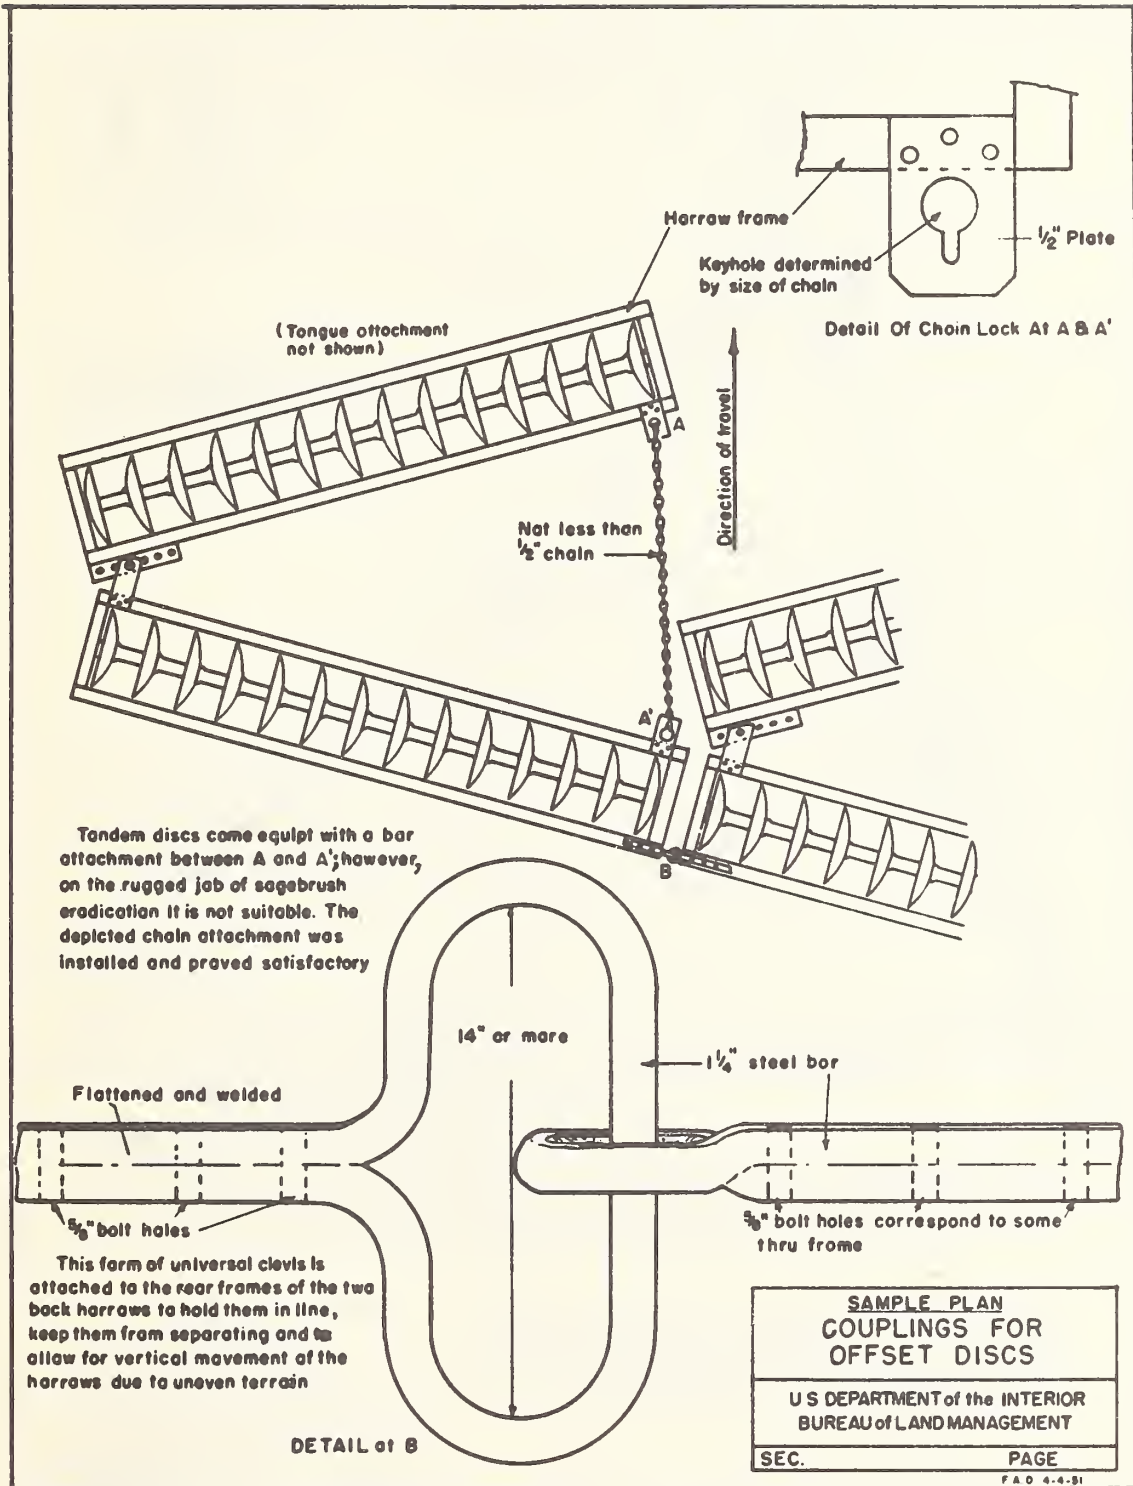 Harrow frame
1/2" Plate
Keyhole determined
by size of chain
Detail Of Chain Lock At A & A'
(Tongue attachment
not shown)
A
Direction of travel
Not less than
1/2" chain
A'
B
Tandem discs come equipt with a bar
attachment between A and A'; however,
on the rugged job of sagebrush
eradication it is not suitable. The
depicted chain attachment was
installed and proved satisfactory
14" or more
1 1/4" steel bar
Flattened and welded
5/8" bolt holes
5/8" bolt holes correspond to some
thru frame
This form of universal clevis is
attached to the rear frames of the two
back harrows to hold them in line,
keep them from separating and to
allow for vertical movement of the
harrows due to uneven terrain
DETAIL at B
SAMPLE PLAN
COUPLINGS FOR
OFFSET DISCS
U S DEPARTMENT of the INTERIOR
BUREAU of LAND MANAGEMENT
SEC. PAGE
F A D 4-4-51